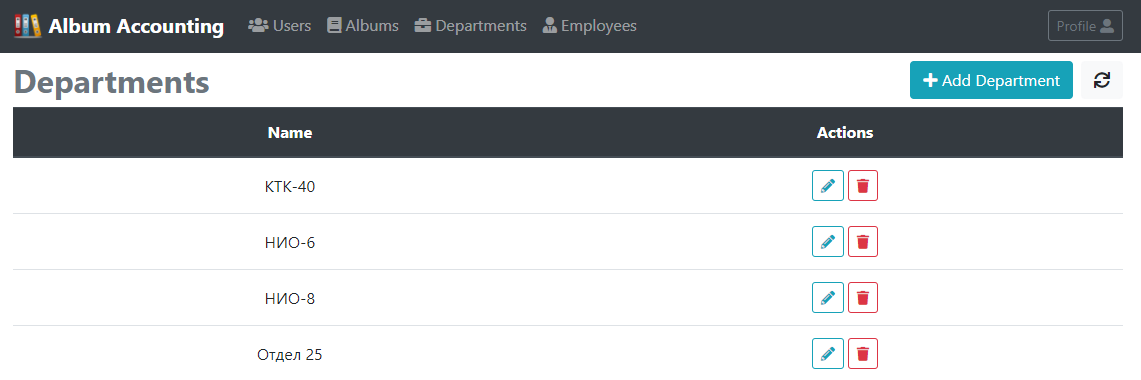 Album Accounting Users Albums Departments Employees Profile
Departments Add Department
Name Actions
КТК-40
НИО-6
НИО-8
Отдел 25